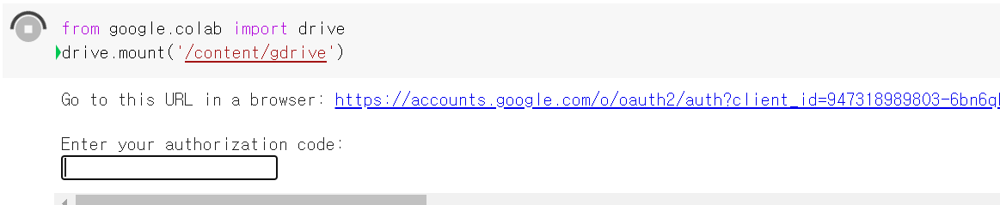 from google.colab import drive
drive.mount('/content/gdrive')
Go to this URL in a browser: https://accounts.google.com/o/oauth2/auth?client_id=947318989803-6bn6q
Enter your authorization code: